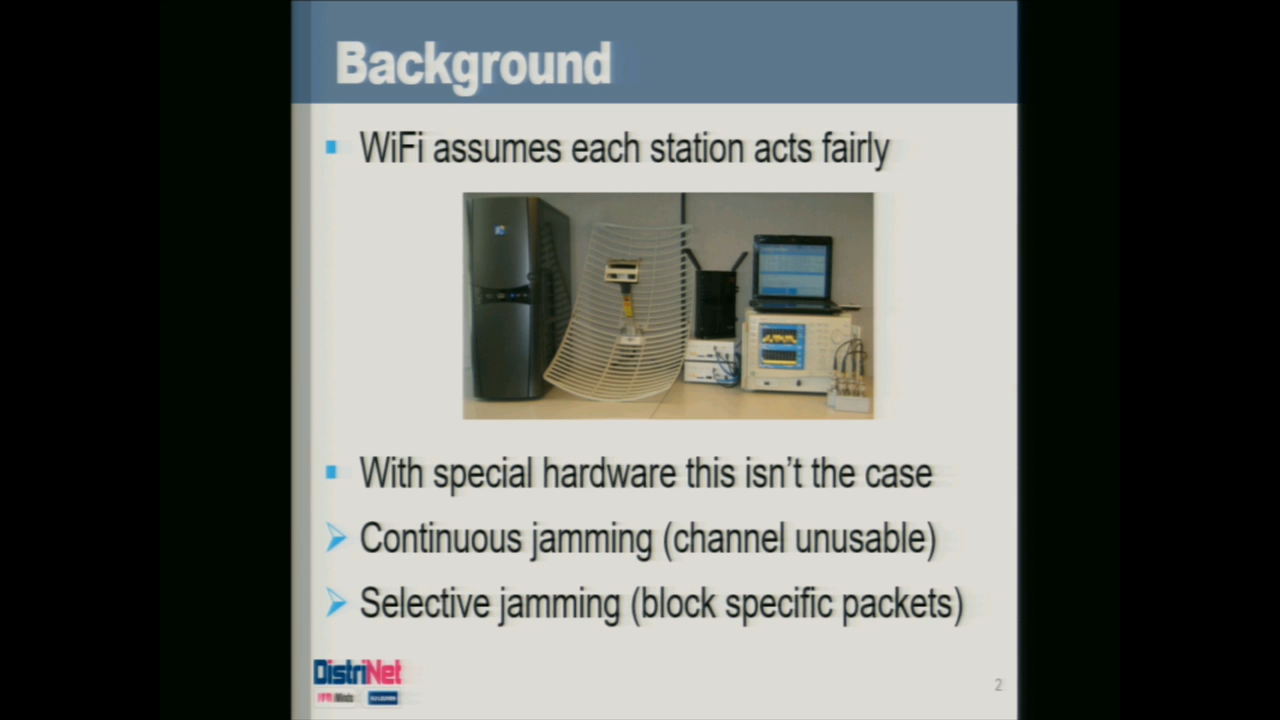 Background
WiFi assumes each station acts fairly
With special hardware this isn't the case
Continuous jamming (channel unusable)
Selective jamming (block specific packets)
DistriNet
2